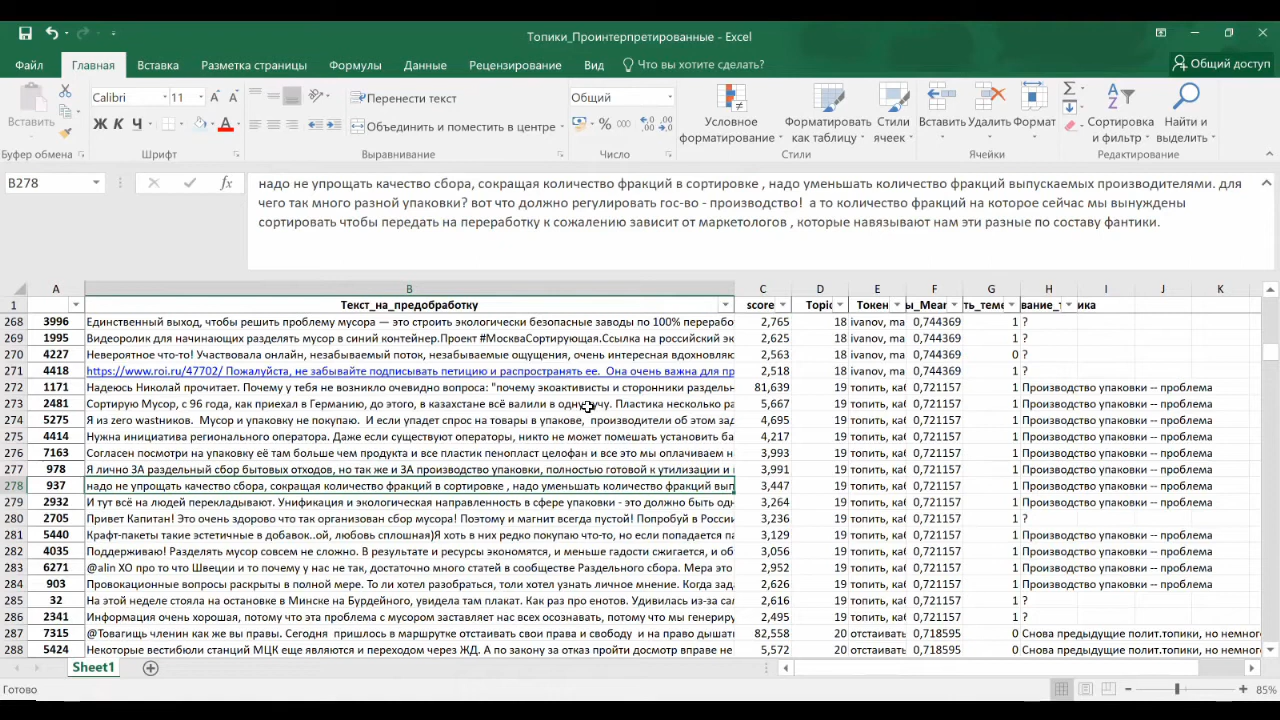 Топики_Проинтерпретированные - Excel
Файл Главная Вставка Разметка страницы Формулы Данные Рецензирование Вид Что вы хотите сделать? Общий доступ
Вставить
Calibri 11
Ж К Ч
Перенести текст
Объединить и поместить в центре
Общий
Условное форматирование
Форматировать как таблицу
Стили ячеек
Вставить Удалить Формат
Сортировка и фильтр
Найти и выделить
Буфер обмена Шрифт Выравнивание Число Стили Ячейки Редактирование
B278
надо не упрощать качество сбора, сокращая количество фракций в сортировке , надо уменьшать количество фракций выпускаемых производителями. для
чего так много разной упаковки? вот что должно регулировать гос-во - производство! а то количество фракций на которое сейчас мы вынуждены
сортировать чтобы передать на переработку к сожалению зависит от маркетологов , которые навязывают нам эти разные по составу фантики.
A B C D E F G H I J K
1 Текст_на_предобработку score Topic Токен ы_Mear ть_теме вание_т ика
268 3996 Единственный выход, чтобы решить проблему мусора — это строить экологически безопасные заводы по 100% перерабо 2,765 18 ivanov, ma 0,744369 1 ?
269 1995 Видеоролик для начинающих разделять мусор в синий контейнер.Проект #МоскваСортирующая.Ссылка на российский эк 2,625 18 ivanov, ma 0,744369 1 ?
270 4227 Невероятное что-то! Участвовала онлайн, незабываемый поток, незабываемые ощущения, очень интересная вдохновляю 2,563 18 ivanov, ma 0,744369 0 ?
271 4418 https://www.roi.ru/47702/ Пожалуйста, не забывайте подписывать петицию и распространять ее. Она очень важна для пр 2,518 18 ivanov, ma 0,744369 1 ?
272 1171 Надеюсь Николай прочитает. Почему у тебя не возникло очевидно вопроса: "почему экоактивисты и сторонники раздельн 81,639 19 топить, каб 0,721157 1 Производство упаковки -- проблема
273 2481 Сортирую Мусор, с 96 года, как приехал в Германию, до этого, в казахстане всё валили в одну кучу. Пластика несколько ра 5,667 19 топить, каб 0,721157 1 Производство упаковки -- проблема
274 5275 Я из zero wastников. Мусор и упаковку не покупаю. И если упадет спрос на товары в упакове, производители об этом зад 4,695 19 топить, каб 0,721157 1 Производство упаковки -- проблема
275 4414 Нужна инициатива регионального оператора. Даже если существуют операторы, никто не может помешать установить ба 4,217 19 топить, каб 0,721157 1 Производство упаковки -- проблема
276 7163 Согласен посмотри на упаковку её там больше чем продукта и все пластик пенопласт целофан и все это мы оплачиваем н 3,993 19 топить, каб 0,721157 1 Производство упаковки -- проблема
277 978 Я лично ЗА раздельный сбор бытовых отходов, но так же и ЗА производство упаковки, полностью готовой к утилизации и 3,991 19 топить, каб 0,721157 1 Производство упаковки -- проблема
278 937 надо не упрощать качество сбора, сокращая количество фракций в сортировке , надо уменьшать количество фракций вып 3,447 19 топить, каб 0,721157 1 Производство упаковки -- проблема
279 2932 И тут всё на людей перекладывают. Унификация и экологическая направленность в сфере упаковки - это должно быть одн 3,264 19 топить, каб 0,721157 1 Производство упаковки -- проблема
280 2705 Привет Капитан! Это очень здорово что так организован сбор мусора! Поэтому и магнит всегда пустой! Попробуй в России 3,236 19 топить, каб 0,721157 1 ?
281 5440 Крафт-пакеты такие эстетичные в добавок..ой, любовь сплошная)Я хоть в них редко покупаю что-то, но если попадается па 3,129 19 топить, каб 0,721157 1 Производство упаковки -- проблема
282 4035 Поддерживаю! Разделять мусор совсем не сложно. В результате и ресурсы экономятся, и меньше гадости сжигается, и об 3,056 19 топить, каб 0,721157 1 Производство упаковки -- проблема
283 6271 @alin ХО про то что Швеции и то почему у нас не так, достаточно много статей в сообществе Раздельного сбора. Мера это 2,952 19 топить, каб 0,721157 1 Производство упаковки -- проблема
284 903 Провокационные вопросы раскрыты в полной мере. То ли хотел разобраться, толи хотел узнать личное мнение. Когда зад 2,626 19 топить, каб 0,721157 1 Производство упаковки -- проблема
285 32 На этой неделе стояла на остановке в Минске на Бурдейного, увидела там плакат. Как раз про енотов. Удивилась из-за сал 2,616 19 топить, каб 0,721157 1 ?
286 2341 Информация очень хорошая, потому что эта проблема с мусором заставляет нас всех осознавать, потому что мы генериру 2,495 19 топить, каб 0,721157 1 ?
287 7315 @Товагищь членин как же вы правы. Сегодня пришлось в маршрутке отстаивать свои права и свободу и на право дышать 82,558 20 отстаивать 0,718595 0 Снова предыдущие полит.топики, но немног
288 5424 Некоторые вестибюли станций МЦК еще являются и переходом через ЖД. А по закону за отказ пройти досмотр вправе не 5,572 20 отстаивать 0,718595 0 Снова предыдущие полит.топики, но немног
Sheet1
Готово 85%